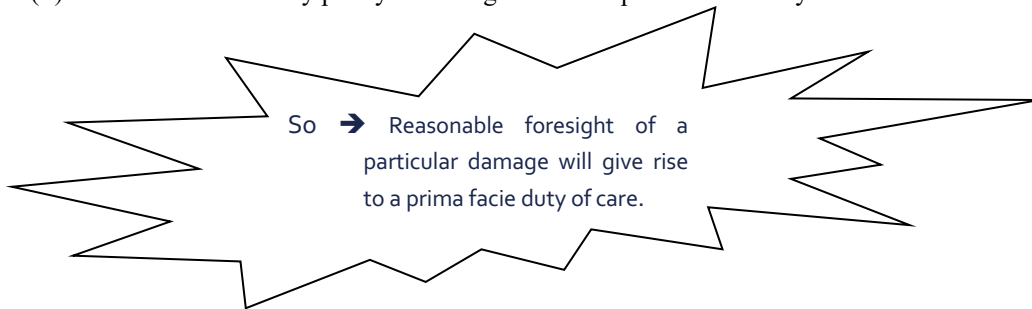 So ➔ Reasonable foresight of a
particular damage will give rise
to a prima facie duty of care.